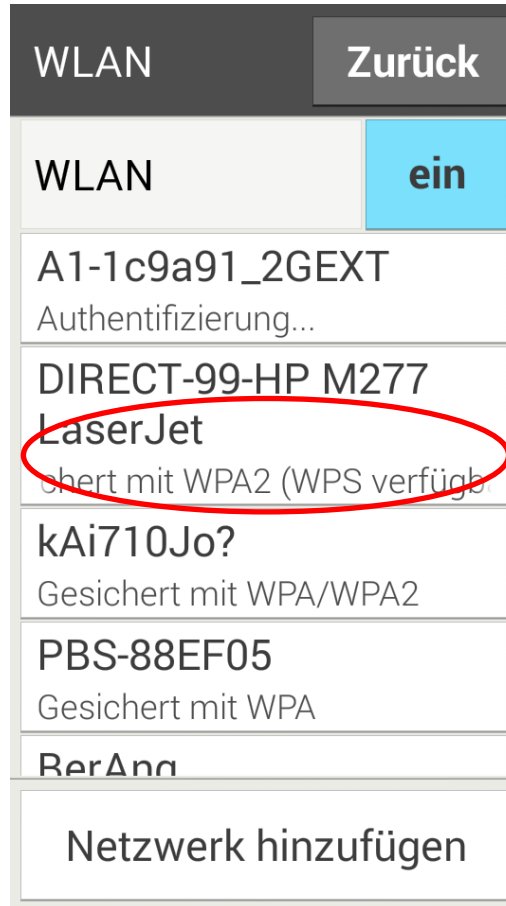 WLAN
Zurück
WLAN
ein
A1-1c9a91_2GEXT
Authentifizierung...
DIRECT-99-HP M277
LaserJet
chert mit WPA2 (WPS verfügb
kAi710Jo?
Gesichert mit WPA/WPA2
PBS-88EF05
Gesichert mit WPA
BerAng
Netzwerk hinzufügen